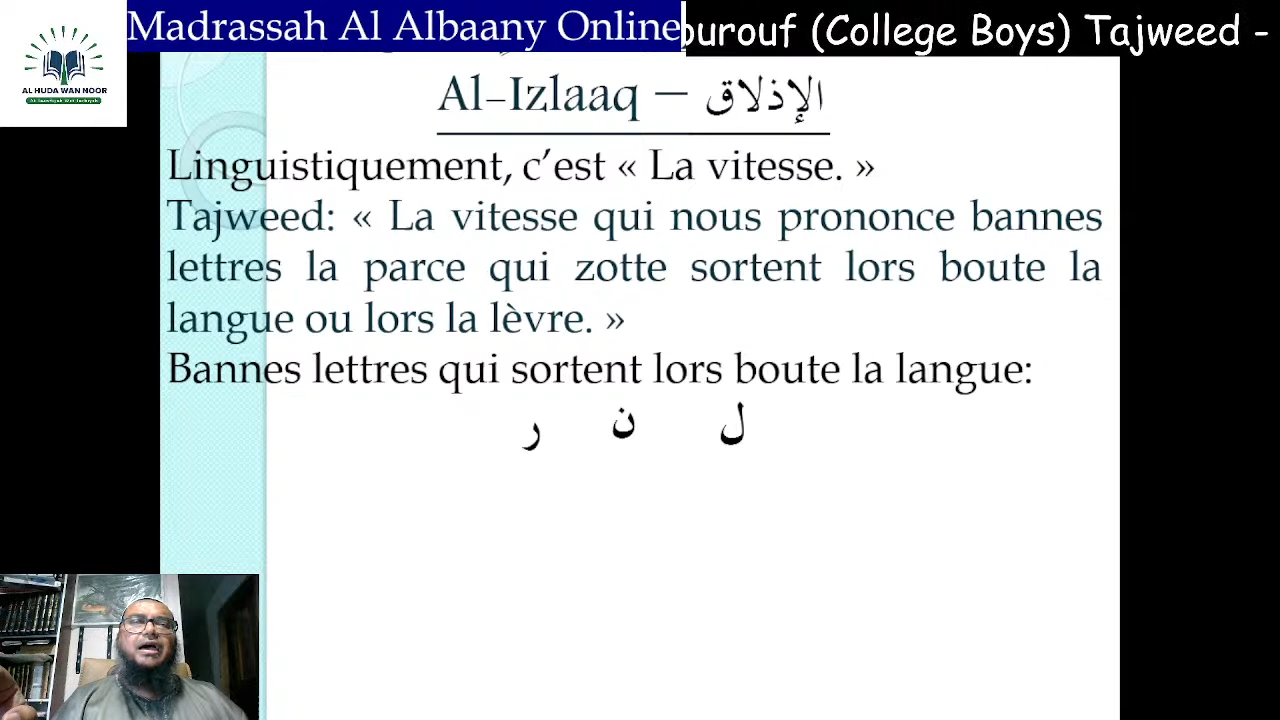 Madrassah Al Albaany Online
ourouf (College Boys) Tajweed -
AL HUDA WAN NOOR
Al-Izlaaq – الإذلاق
Linguistiquement, c’est « La vitesse. »
Tajweed: « La vitesse qui nous prononce bannes
lettres la parce qui zotte sortent lors boute la
langue ou lors la lèvre. »
Bannes lettres qui sortent lors boute la langue:
ل ن ر